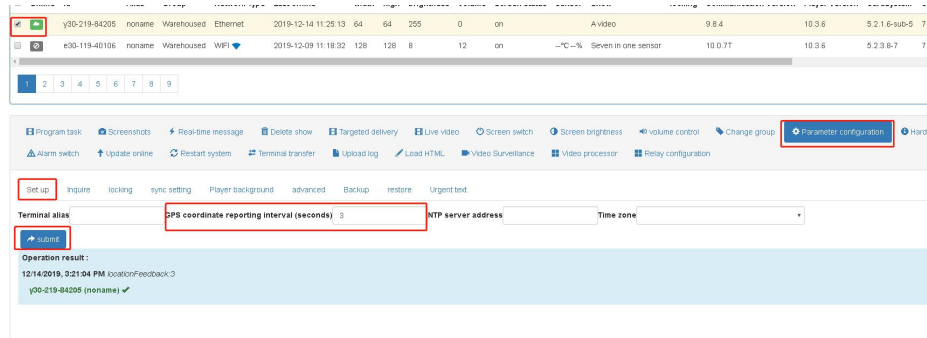 y30-219-84205 noname Warehoused Ethernet 2019-12-14 11:25:13 64 64 255 0 on A video 9.8.4 10.3.6 5.2.1.6-sub-5 7
e30-119-40106 noname Warehoused WIFI 2019-12-09 11:18:32 128 128 8 12 on --℃--% Seven in one sensor 10.0.7T 10.3.6 5.2.3.8-7 7
1 2 3 4 5 6 7 8 9
Program task Screenshots Real-time message Delete show Targeted delivery Live video Screen switch Screen brightness volume control Change group Parameter configuration Hard
Alarm switch Update online Restart system Terminal transfer Upload log Load HTML Video Surveillance Video processor Relay configuration
Set up Inquire locking sync setting Player background advanced Backup restore Urgent text
Terminal alias GPS coordinate reporting interval (seconds) 3 NTP server address Time zone
submit
Operation result :
12/14/2019, 3:21:04 PM locationFeedback:3
y30-219-84205 (noname) ✔